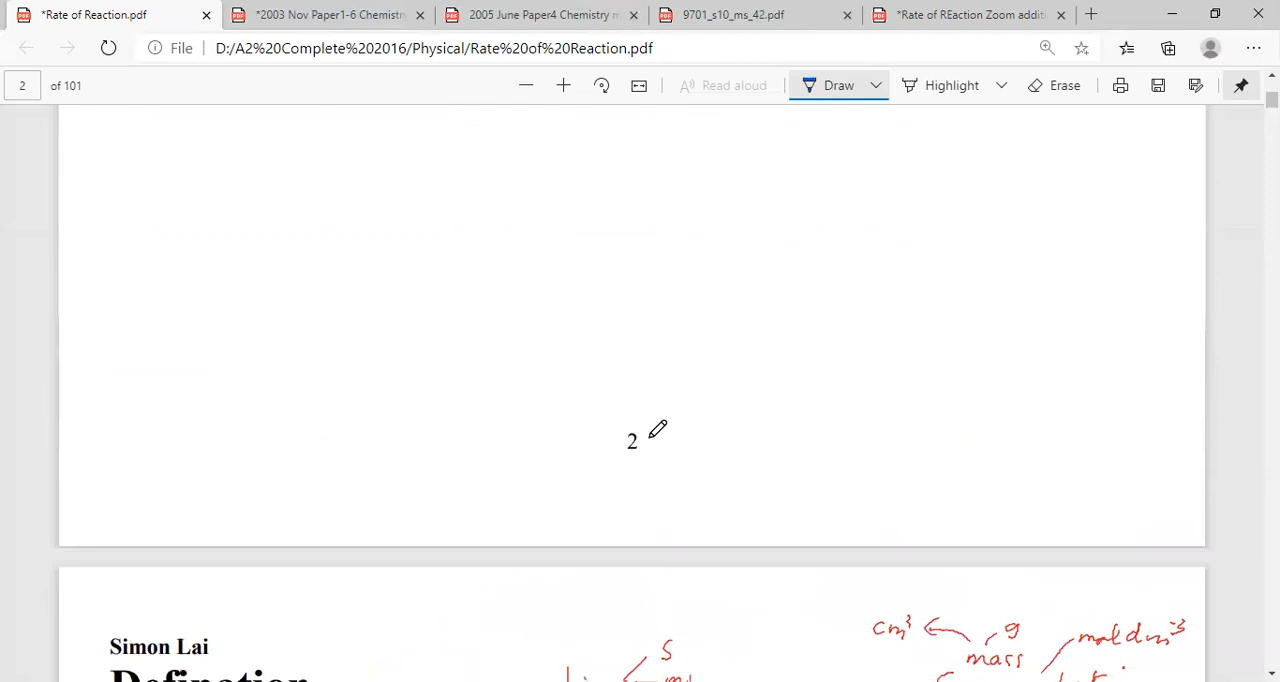 *Rate of Reaction.pdf
*2003 Nov Paper1-6 Chemistry
2005 June Paper4 Chemistry m
9701_s10_ms_42.pdf
*Rate of REaction Zoom additi
File D:/A2%20Complete%202016/Physical/Rate%20of%20Reaction.pdf
2 of 101 Read aloud Draw Highlight Erase
2
cm³ g mol dm⁻³
Simon Lai S mass
Defination